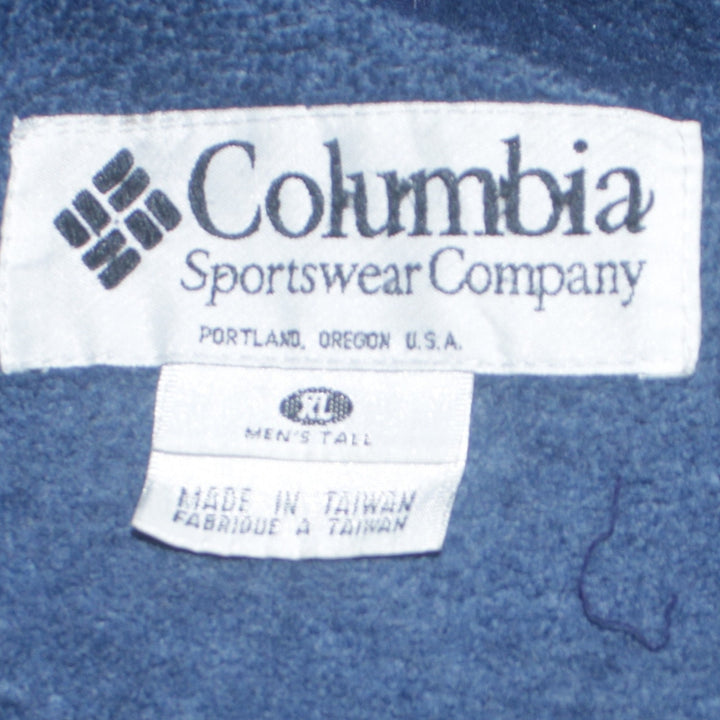 Columbia
Sportswear Company
PORTLAND, OREGON U.S.A.
XL
MEN'S TALL
MADE IN TAIWAN
FABRIQUE A TAIWAN